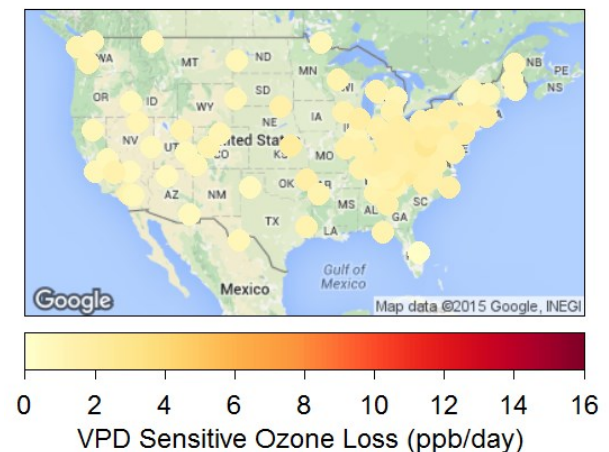 WA
MT
ND
MN
NB
PE
NS
OR
ID
WY
SD
WI
NE
IA
NV
UT
CO
United States
KS
MO
AZ
NM
OK
AR
MS
AL
SC
GA
TX
LA
Gulf of
Mexico
Mexico
Google
Map data ©2015 Google, INEGI
0 2 4 6 8 10 12 14 16
VPD Sensitive Ozone Loss (ppb/day)